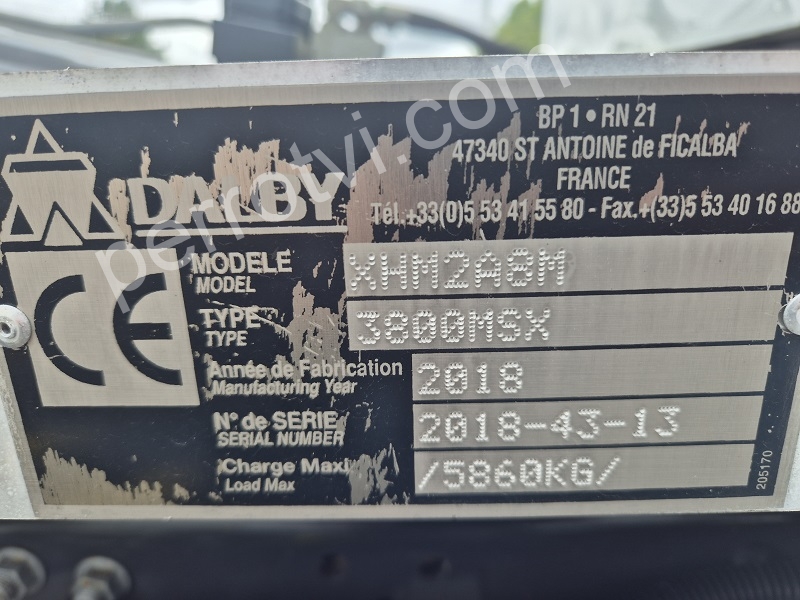 BP 1 • RN 21
47340 ST ANTOINE de FICALBA
FRANCE
DALBY
Tél.+33(0)5 53 41 55 80 - Fax.+(33)5 53 40 16 88
CE
MODELE
MODEL
XHM2A8M
TYPE
TYPE
3800MSX
Année de Fabrication
Manufacturing Year
2018
N° de SERIE
SERIAL NUMBER
2018-43-13
Charge Maxi
Load Max
/5860KG/
205170
perrotvi.com